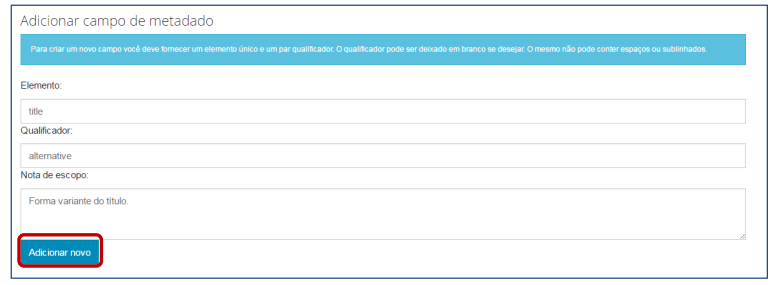 Adicionar campo de metadado
Para criar um novo campo você deve fornecer um elemento único e um par qualificador. O qualificador pode ser deixado em branco se desejar. O mesmo não pode conter espaços ou sublinhados.
Elemento:
title
Qualificador:
alternative
Nota de escopo:
Forma variante do título.
Adicionar novo